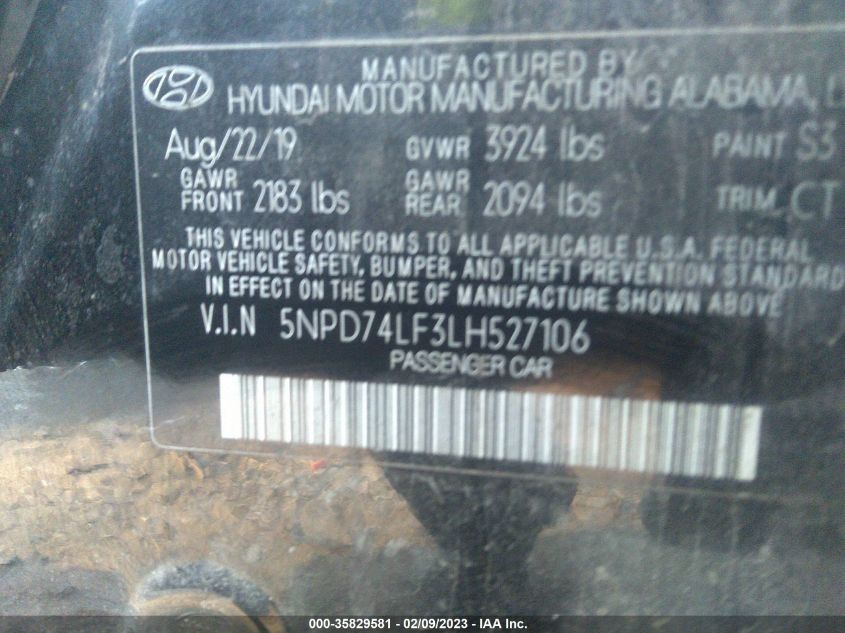 MANUFACTURED BY
HYUNDAI MOTOR MANUFACTURING ALABAMA, L
Aug/22/19 GVWR 3924 lbs PAINT S3
GAWR FRONT 2183 lbs GAWR REAR 2094 lbs TRIM CT
THIS VEHICLE CONFORMS TO ALL APPLICABLE U.S.A. FEDERAL
MOTOR VEHICLE SAFETY, BUMPER, AND THEFT PREVENTION STANDARD
IN EFFECT ON THE DATE OF MANUFACTURE SHOWN ABOVE
V.I.N 5NPD74LF3LH527106
PASSENGER CAR
000-35829581 - 02/09/2023 - IAA Inc.